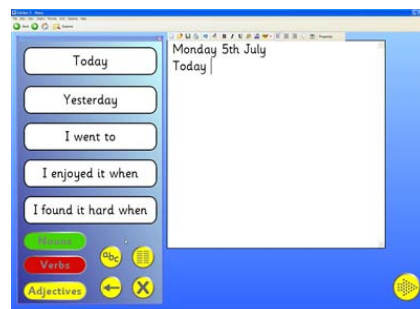 Monday 5th July
Today
Today
Yesterday
I went to
I enjoyed it when
I found it hard when
Nouns
Verbs
Adjectives
abc